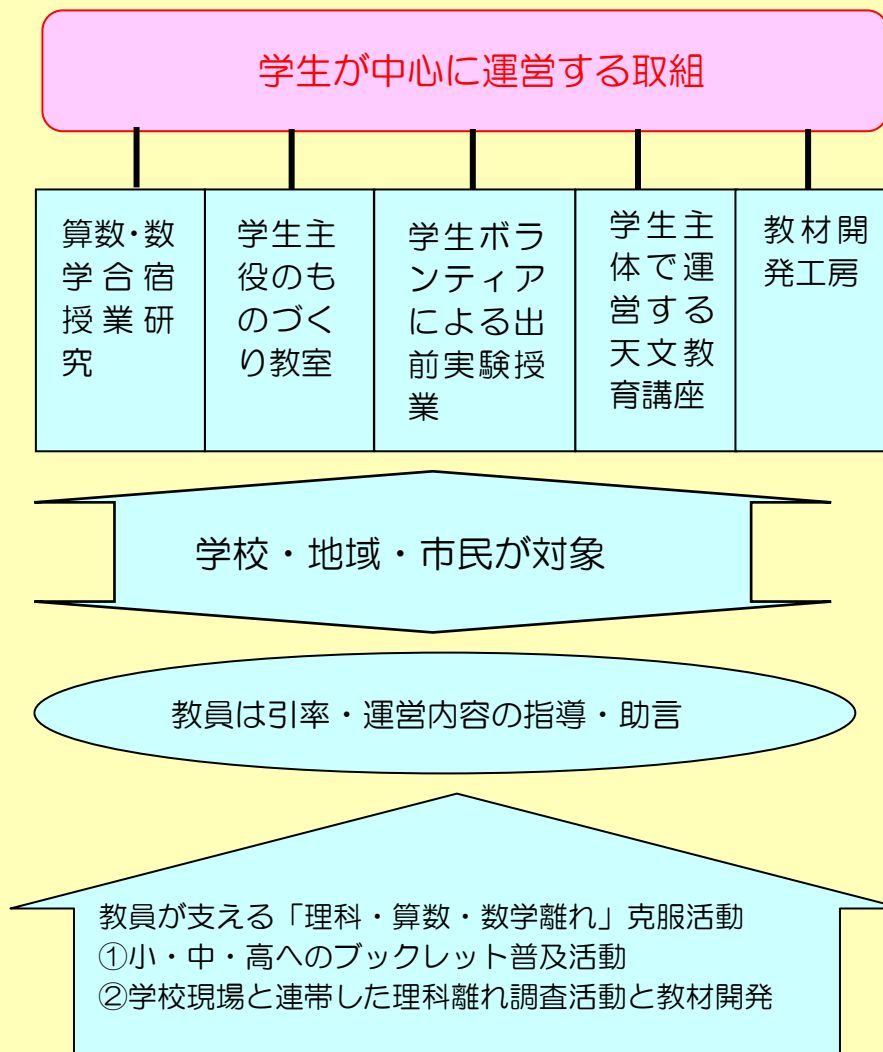 学生が中心に運営する取組
算数・数
学合宿
授業研
究
学生主
役のも
のづく
り教室
学生ボラ
ンティア
による出
前実験授
業
学生主
体で運
営する
天文教
育講座
教材開
発工房
学校・地域・市民が対象
教員は引率・運営内容の指導・助言
教員が支える「理科・算数・数学離れ」克服活動
①小・中・高へのブックレット普及活動
②学校現場と連帯した理科離れ調査活動と教材開発